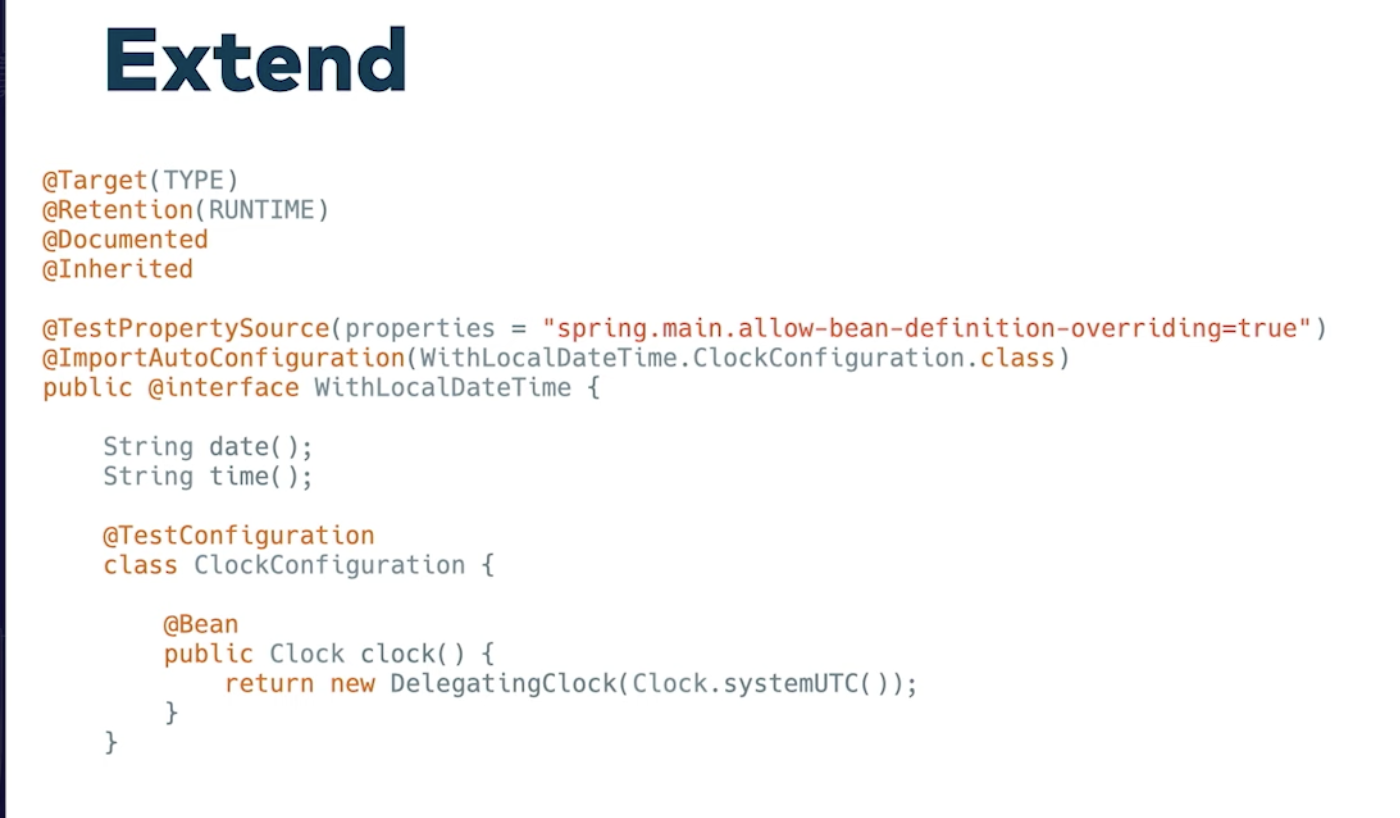 Extend
@Target(TYPE)
@Retention(RUNTIME)
@Documented
@Inherited
@TestPropertySource(properties = "spring.main.allow-bean-definition-overriding=true")
@ImportAutoConfiguration(WithLocalDateTime.ClockConfiguration.class)
public @interface WithLocalDateTime {
    String date();
    String time();
    @TestConfiguration
    class ClockConfiguration {
        @Bean
        public Clock clock() {
            return new DelegatingClock(Clock.systemUTC());
        }
    }